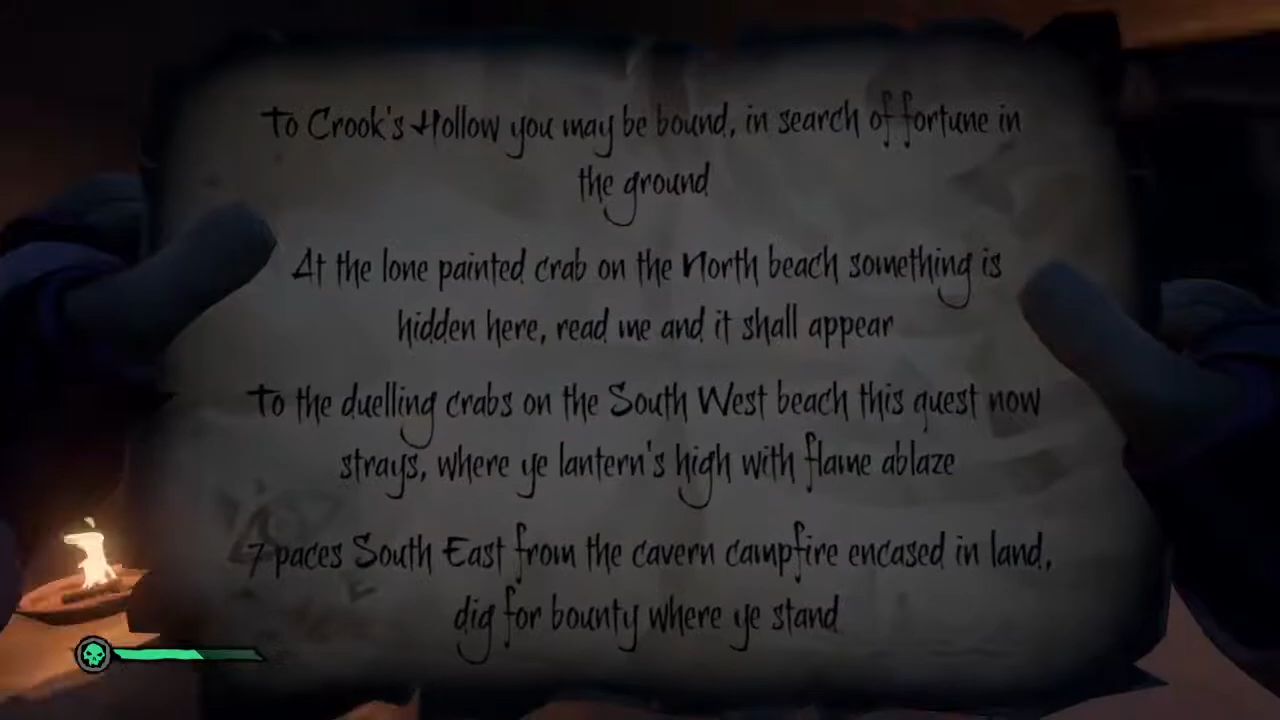 To Crook's Hollow you may be bound, in search of fortune in
the ground
At the lone painted crab on the North beach something is
hidden here, read me and it shall appear
To the duelling crabs on the South West beach this quest now
strays, where ye lantern's high with flame ablaze
7 paces South East from the cavern campfire encased in land,
dig for bounty where ye stand